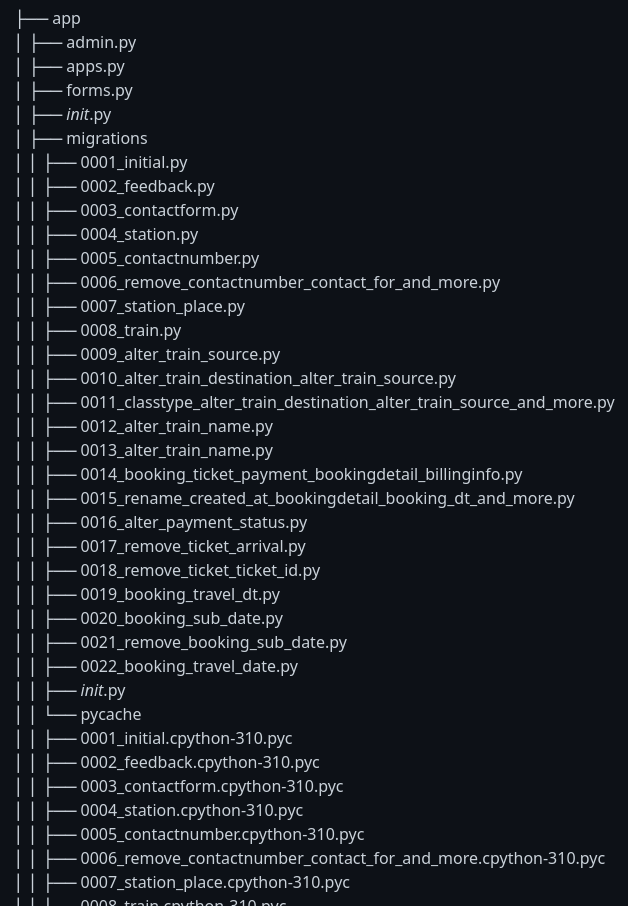 ├── app
│ ├── admin.py
│ ├── apps.py
│ ├── forms.py
│ ├── init.py
│ ├── migrations
│ │ ├── 0001_initial.py
│ │ ├── 0002_feedback.py
│ │ ├── 0003_contactform.py
│ │ ├── 0004_station.py
│ │ ├── 0005_contactnumber.py
│ │ ├── 0006_remove_contactnumber_contact_for_and_more.py
│ │ ├── 0007_station_place.py
│ │ ├── 0008_train.py
│ │ ├── 0009_alter_train_source.py
│ │ ├── 0010_alter_train_destination_alter_train_source.py
│ │ ├── 0011_classtype_alter_train_destination_alter_train_source_and_more.py
│ │ ├── 0012_alter_train_name.py
│ │ ├── 0013_alter_train_name.py
│ │ ├── 0014_booking_ticket_payment_bookingdetail_billinginfo.py
│ │ ├── 0015_rename_created_at_bookingdetail_booking_dt_and_more.py
│ │ ├── 0016_alter_payment_status.py
│ │ ├── 0017_remove_ticket_arrival.py
│ │ ├── 0018_remove_ticket_ticket_id.py
│ │ ├── 0019_booking_travel_dt.py
│ │ ├── 0020_booking_sub_date.py
│ │ ├── 0021_remove_booking_sub_date.py
│ │ ├── 0022_booking_travel_date.py
│ │ ├── init.py
│ │ └── pycache
│ │ ├── 0001_initial.cpython-310.pyc
│ │ ├── 0002_feedback.cpython-310.pyc
│ │ ├── 0003_contactform.cpython-310.pyc
│ │ ├── 0004_station.cpython-310.pyc
│ │ ├── 0005_contactnumber.cpython-310.pyc
│ │ ├── 0006_remove_contactnumber_contact_for_and_more.cpython-310.pyc
│ │ ├── 0007_station_place.cpython-310.pyc
│ │ ├── 0008_train.cpython-310.pyc